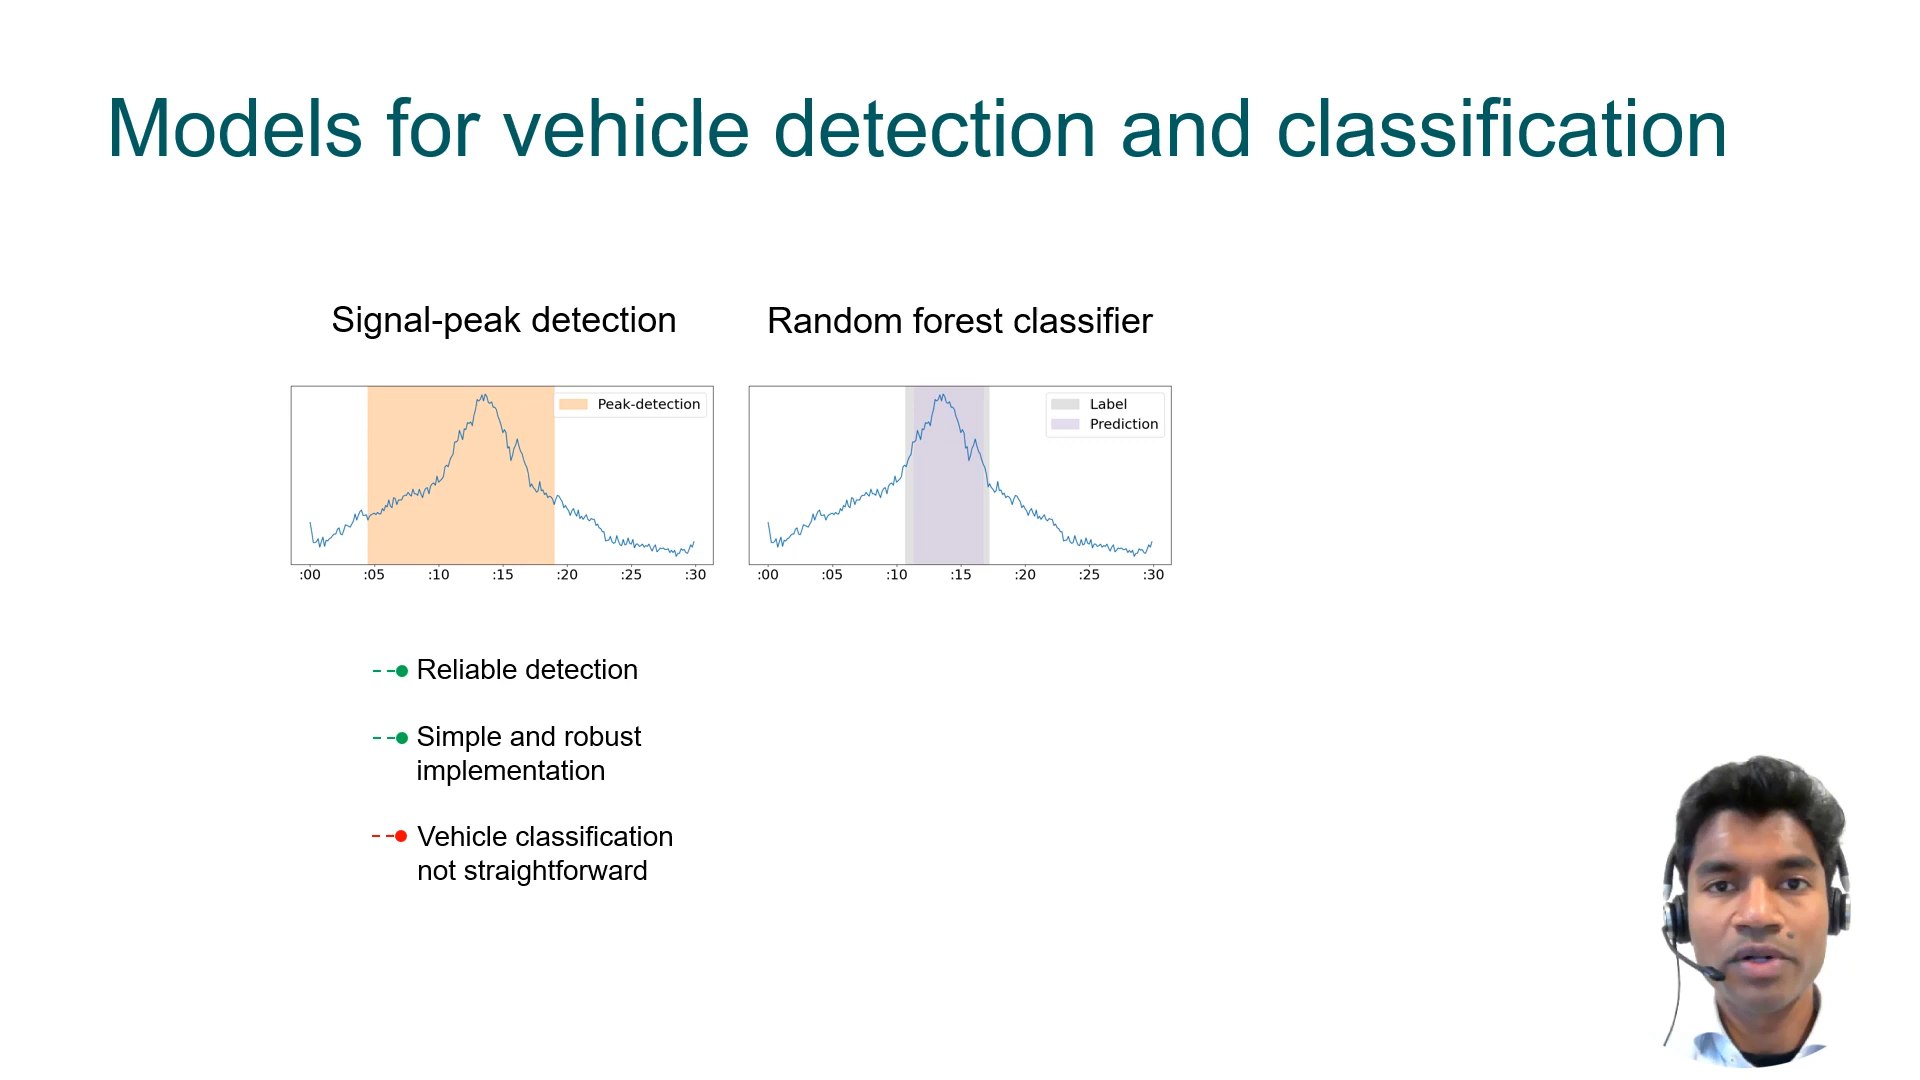 Models for vehicle detection and classification
Signal-peak detection
Random forest classifier
Peak-detection
:00 :05 :10 :15 :20 :25 :30
Label
Prediction
:00 :05 :10 :15 :20 :25 :30
Reliable detection
Simple and robust
implementation
Vehicle classification
not straightforward